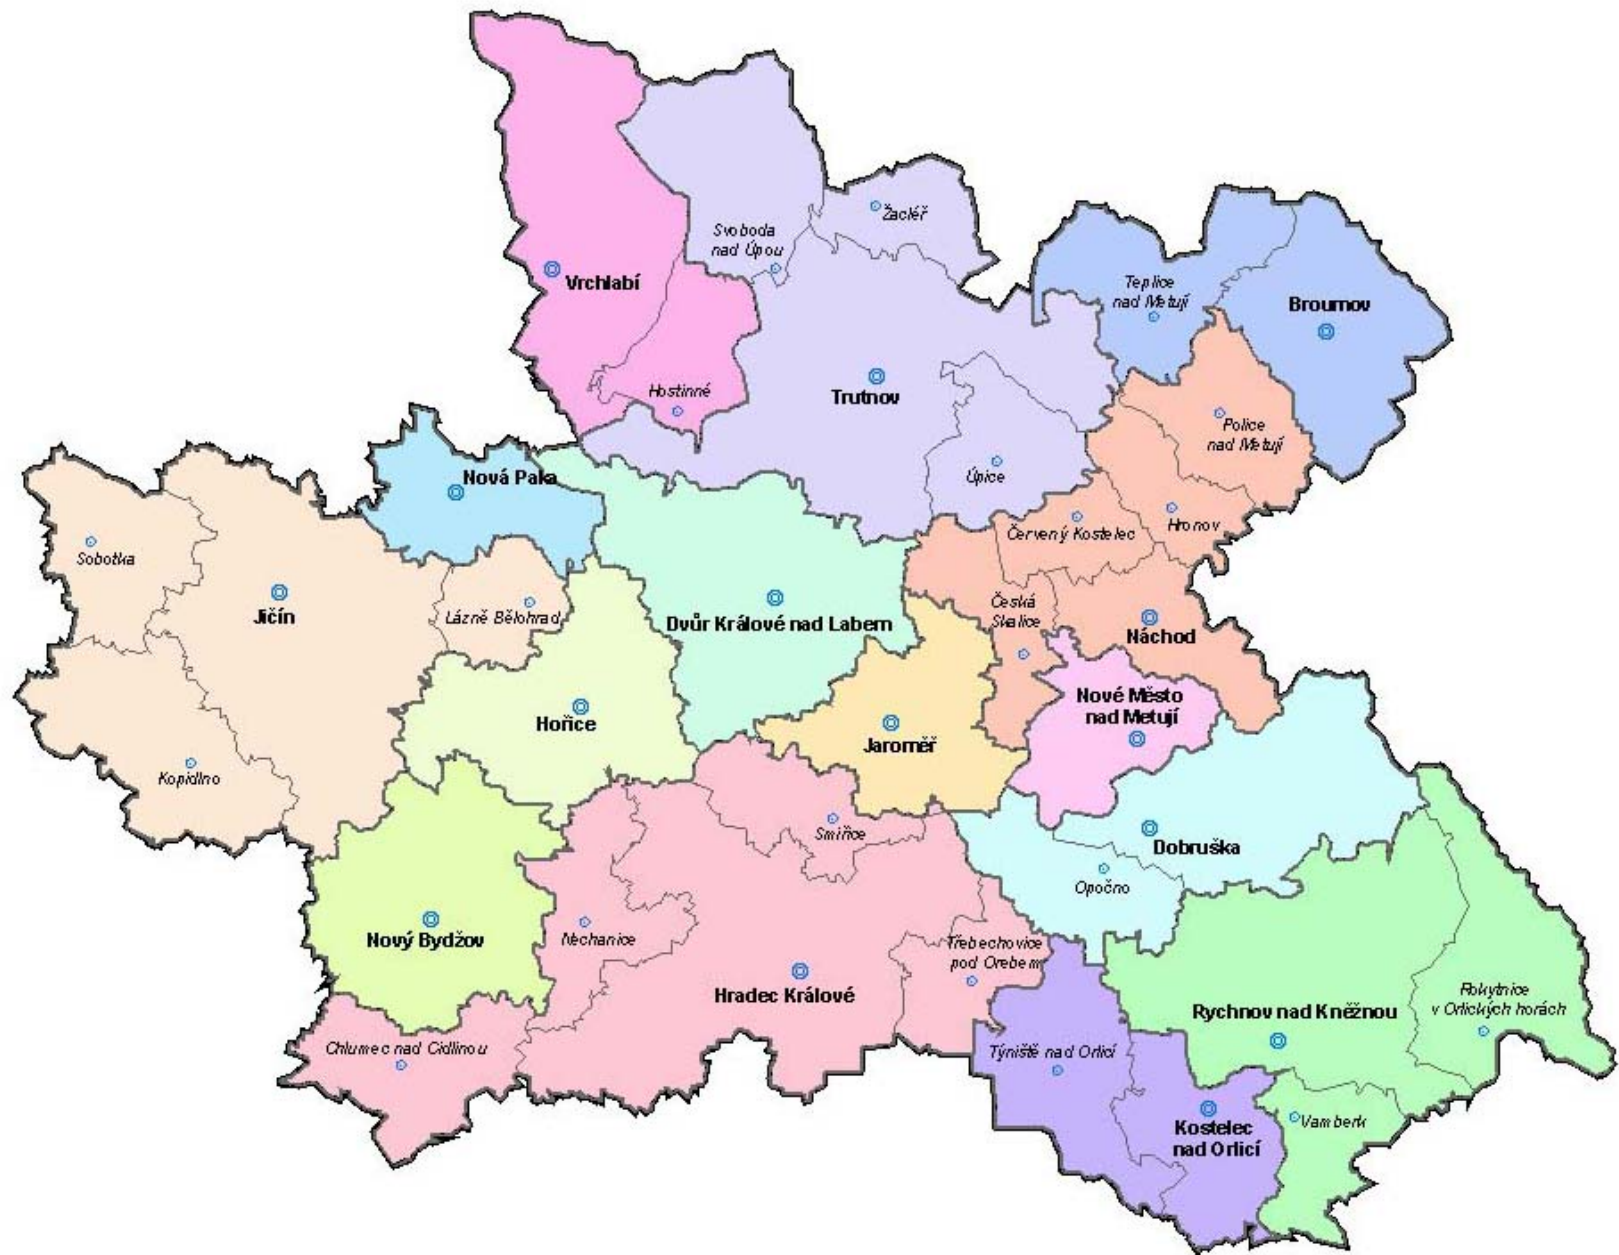 Žacléř
Svoboda
nad Úpou
Vrchlabí
Teplice
nad Metují
Broumov
Hostinné
Trutnov
Police
nad Metují
Nová Paka
Úpice
Sobotka
Červený Kostelec
Hronov
Jičín
Lázně Bělohrad
Dvůr Králové nad Labem
Česká
Skalice
Náchod
Nové Město
nad Metují
Hořice
Jaroměř
Kopidlno
Smiřice
Dobruška
Opočno
Nový Bydžov
Nechanice
Třebechovice
pod Orebem
Hradec Králové
Rokytnice
v Orlických horách
Rychnov nad Kněžnou
Chlumec nad Cidlinou
Týniště nad Orlicí
Vamberk
Kostelec
nad Orlicí